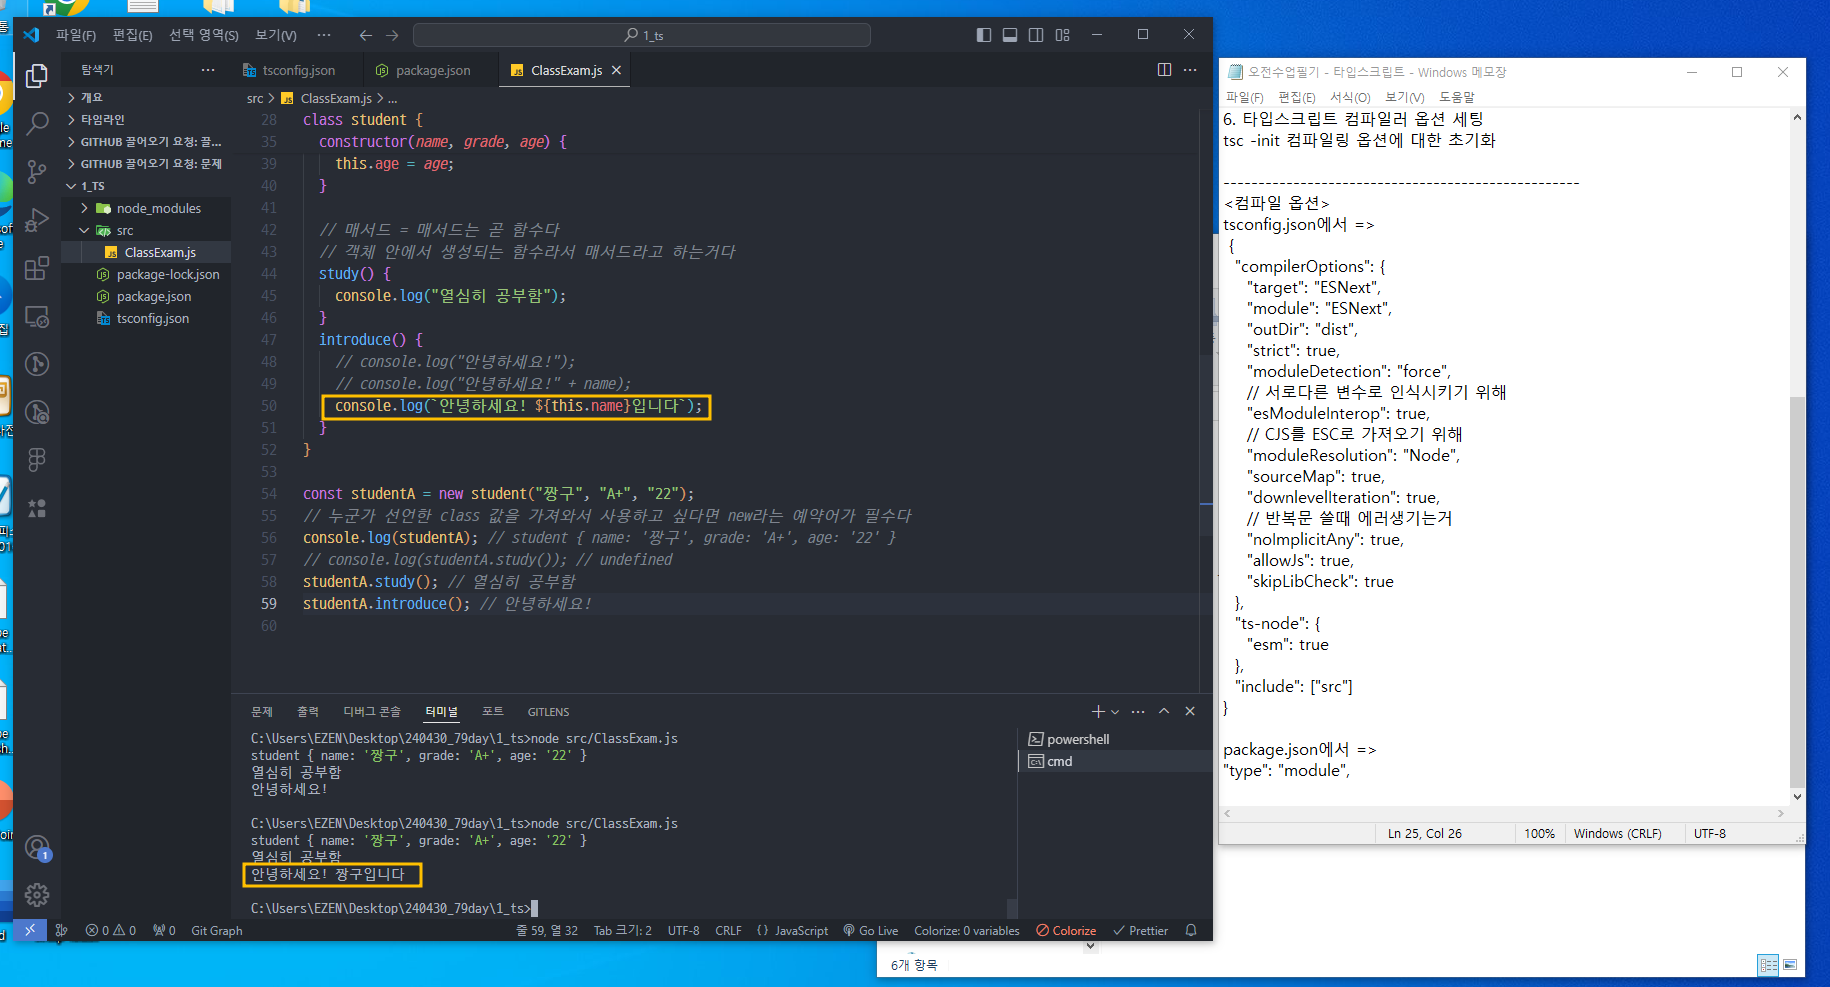 파일(F) 편집(E) 선택 영역(S) 보기(V) ··· 1_ts
탐색기 ···
개요
타임라인
GITHUB 끌어오기 요청: 끌...
GITHUB 끌어오기 요청: 문제
1_TS
node_modules
src
ClassExam.js
package-lock.json
package.json
tsconfig.json
tsconfig.json package.json ClassExam.js
src > ClassExam.js > ...
28 class student {
35 constructor(name, grade, age) {
39 this.age = age;
40 }
41
42 // 매서드 = 매서드는 곧 함수다
43 // 객체 안에서 생성되는 함수라서 매서드라고 하는거다
44 study() {
45 console.log("열심히 공부함");
46 }
47 introduce() {
48 // console.log("안녕하세요!");
49 // console.log("안녕하세요!" + name);
50 console.log(`안녕하세요! ${this.name}입니다`);
51 }
52 }
53
54 const studentA = new student("짱구", "A+", "22");
55 // 누군가 선언한 class 값을 가져와서 사용하고 싶다면 new라는 예약어가 필수다
56 console.log(studentA); // student { name: '짱구', grade: 'A+', age: '22' }
57 // console.log(studentA.study()); // undefined
58 studentA.study(); // 열심히 공부함
59 studentA.introduce(); // 안녕하세요!
60
문제 출력 디버그 콘솔 터미널 포트 GITLENS
C:\Users\EZEN\Desktop\240430_79day\1_ts>node src/ClassExam.js
student { name: '짱구', grade: 'A+', age: '22' }
열심히 공부함
안녕하세요!
C:\Users\EZEN\Desktop\240430_79day\1_ts>node src/ClassExam.js
student { name: '짱구', grade: 'A+', age: '22' }
열심히 공부함
안녕하세요! 짱구입니다
C:\Users\EZEN\Desktop\240430_79day\1_ts>
powershell
cmd
1
0 0 0 Git Graph 줄 59, 열 32 Tab 크기: 2 UTF-8 CRLF {} JavaScript Go Live Colorize: 0 variables Colorize Prettier
오전수업필기 - 타입스크립트 - Windows 메모장
파일(F) 편집(E) 서식(O) 보기(V) 도움말
6. 타입스크립트 컴파일러 옵션 세팅
tsc -init 컴파일링 옵션에 대한 초기화
---------------------------------------------------
<컴파일 옵션>
tsconfig.json에서 =>
{
"compilerOptions": {
"target": "ESNext",
"module": "ESNext",
"outDir": "dist",
"strict": true,
"moduleDetection": "force",
// 서로다른 변수로 인식시키기 위해
"esModuleInterop": true,
// CJS를 ESC로 가져오기 위해
"moduleResolution": "Node",
"sourceMap": true,
"downlevelIteration": true,
// 반복문 쓸때 에러생기는거
"noImplicitAny": true,
"allowJs": true,
"skipLibCheck": true
},
"ts-node": {
"esm": true
},
"include": ["src"]
}
package.json에서 =>
"type": "module",
Ln 25, Col 26 100% Windows (CRLF) UTF-8
6개 항목